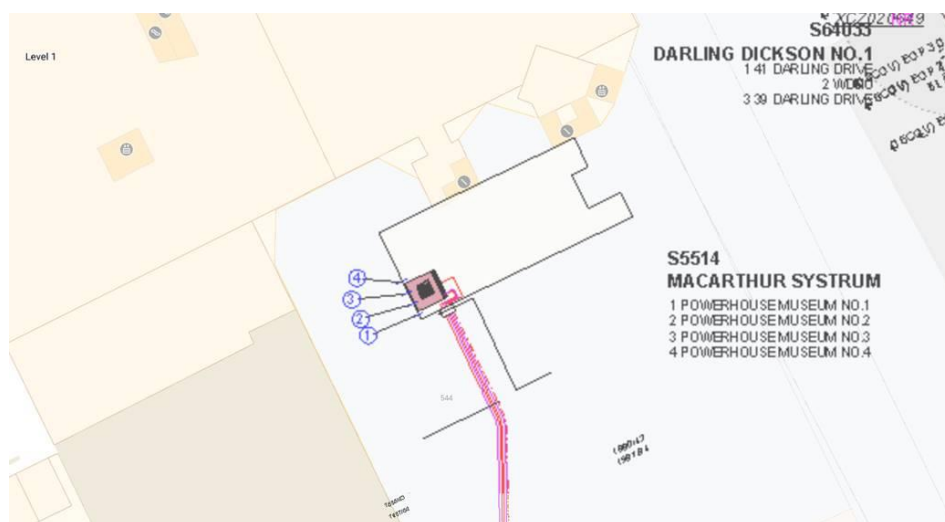 Level 1
S64033
DARLING DICKSON NO.1
1 41 DARLING DRIVE
3 39 DARLING DRIVE
S5514
MACARTHUR SYSTRUM
1 POWERHOUSE MUSEUM NO.1
2 POWERHOUSE MUSEUM NO.2
3 POWERHOUSE MUSEUM NO.3
4 POWERHOUSE MUSEUM NO.4
4
3
2
1
544